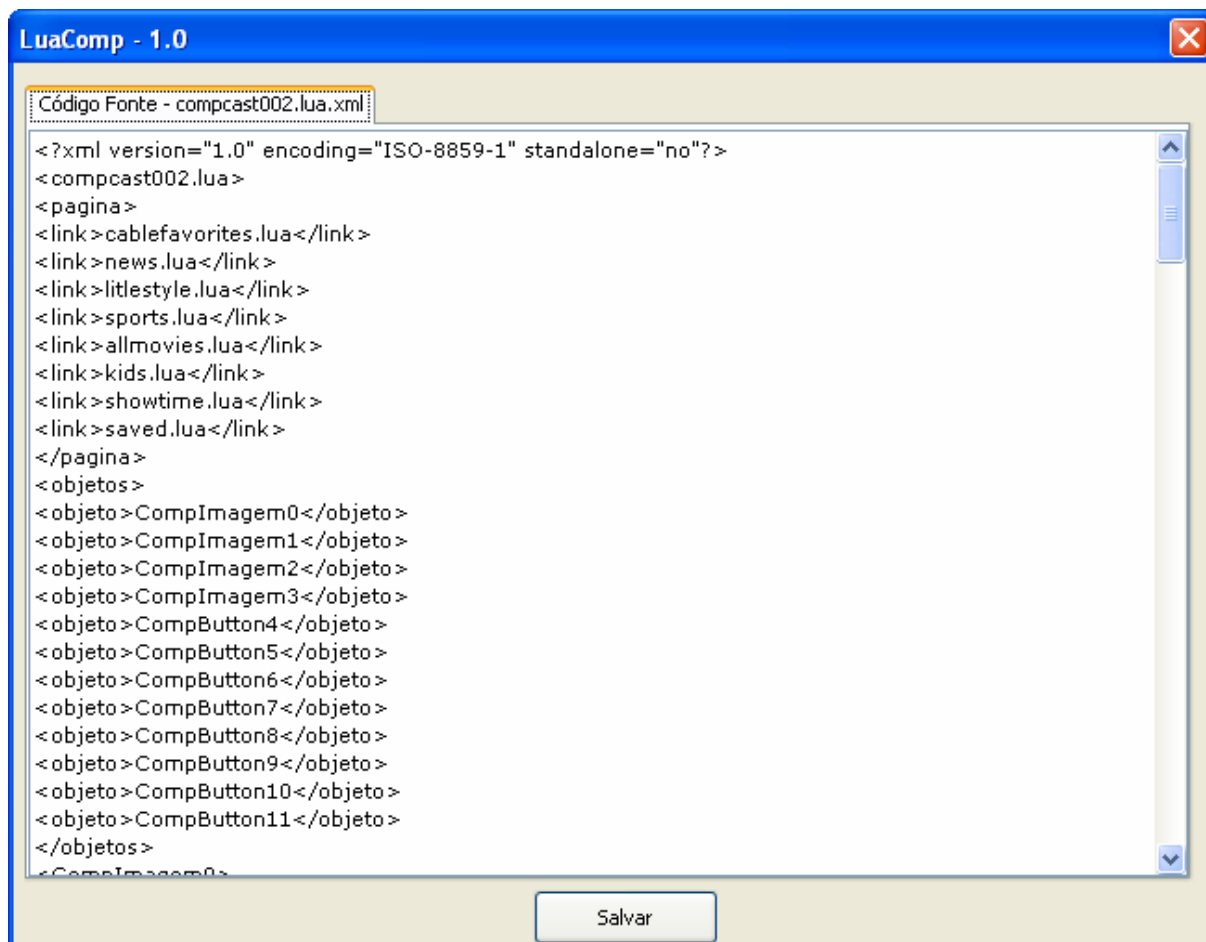 LuaComp - 1.0
Código Fonte - compcast002.lua.xml
<?xml version="1.0" encoding="ISO-8859-1" standalone="no"?>
<compcast002.lua>
<pagina>
<link>cablefavorites.lua</link>
<link>news.lua</link>
<link>litlestyle.lua</link>
<link>sports.lua</link>
<link>allmovies.lua</link>
<link>kids.lua</link>
<link>showtime.lua</link>
<link>saved.lua</link>
</pagina>
<objetos>
<objeto>CompImagem0</objeto>
<objeto>CompImagem1</objeto>
<objeto>CompImagem2</objeto>
<objeto>CompImagem3</objeto>
<objeto>CompButton4</objeto>
<objeto>CompButton5</objeto>
<objeto>CompButton6</objeto>
<objeto>CompButton7</objeto>
<objeto>CompButton8</objeto>
<objeto>CompButton9</objeto>
<objeto>CompButton10</objeto>
<objeto>CompButton11</objeto>
</objetos>
<CompImagem0>
Salvar